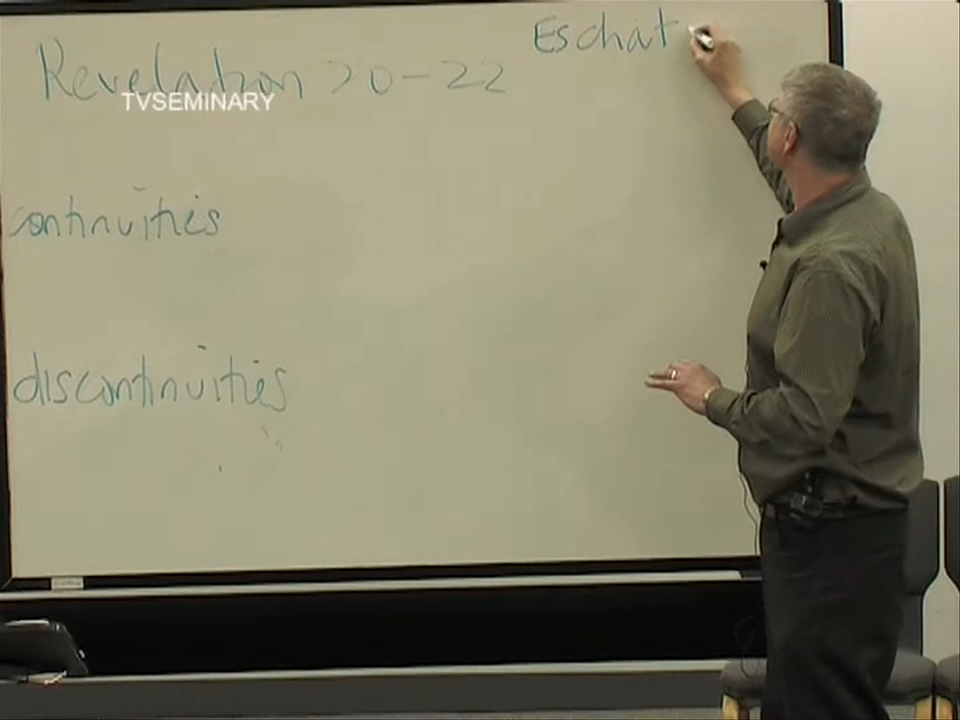 Eschat
Revelation 20-22
TVSEMINARY
continuities
discontinuities